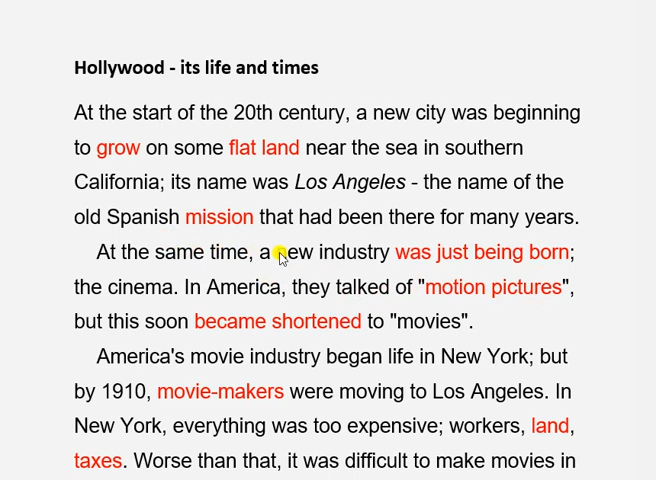 Hollywood - its life and times
At the start of the 20th century, a new city was beginning
to grow on some flat land near the sea in southern
California; its name was Los Angeles - the name of the
old Spanish mission that had been there for many years.
At the same time, a new industry was just being born;
the cinema. In America, they talked of "motion pictures",
but this soon became shortened to "movies".
America's movie industry began life in New York; but
by 1910, movie-makers were moving to Los Angeles. In
New York, everything was too expensive; workers, land,
taxes. Worse than that, it was difficult to make movies in